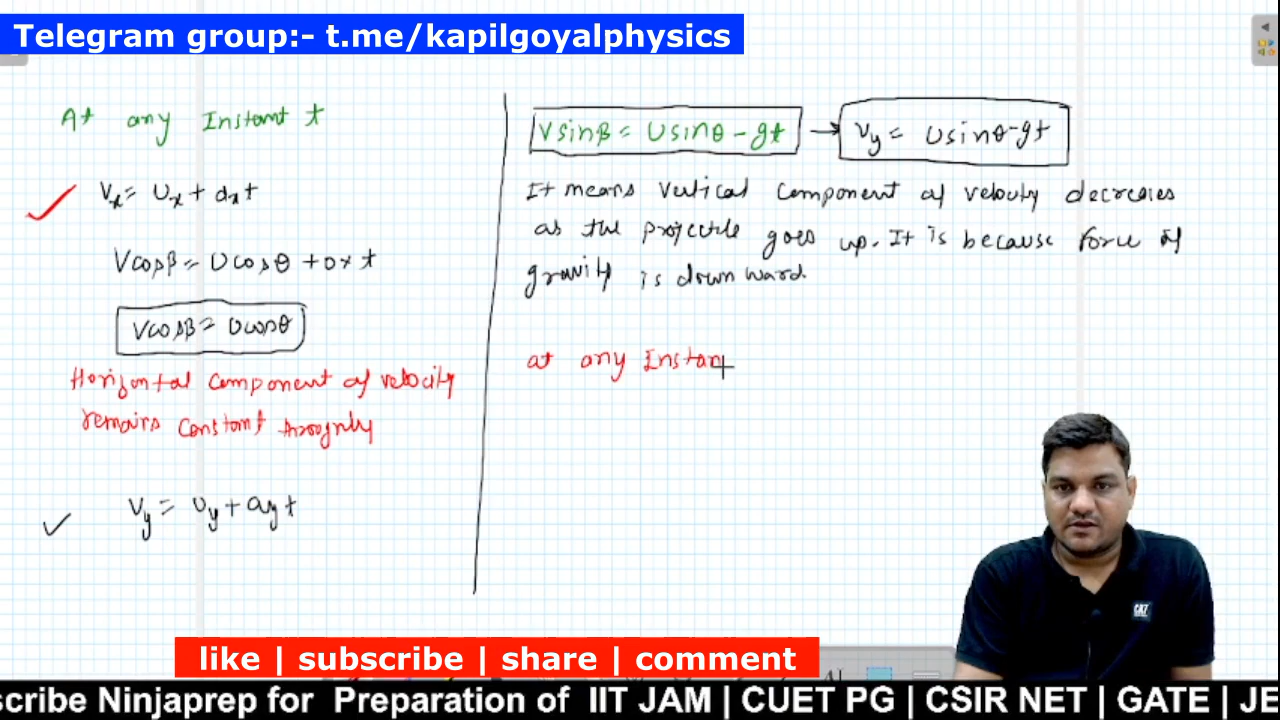 Telegram group:- t.me/kapilgoyalphysics
At any Instant t
Vx = Ux + axt
Vcosβ = Ucosθ + 0×t
Vcosβ = Ucosθ
Horizontal Component of velocity
remains Constant throughly
Vy = Uy + ayt
Vsinβ = Usinθ - gt → Vy = Usinθ-gt
It means Vertical Component of velocity decreases
as the projectile goes up. It is because force of
gravity is downward.
at any Instan
like | subscribe | share | comment
scribe Ninjaprep for Preparation of IIT JAM | CUET PG | CSIR NET | GATE | JE